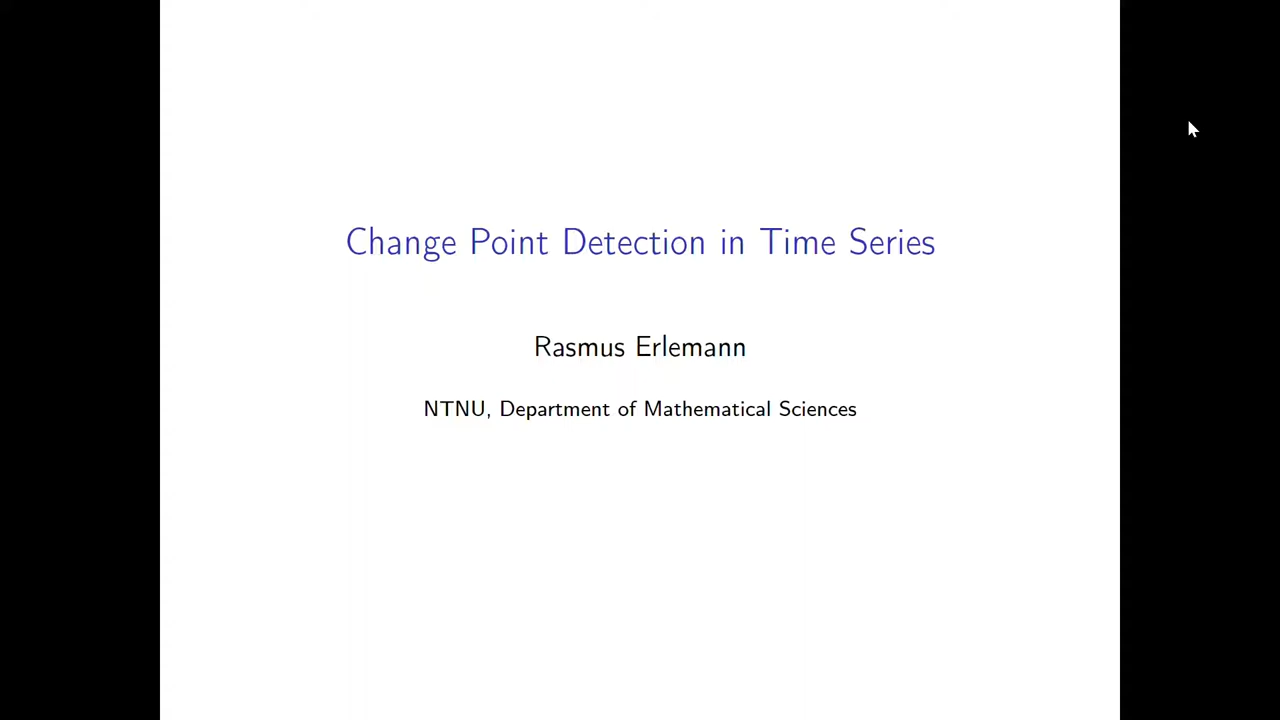 Change Point Detection in Time Series
Rasmus Erlemann
NTNU, Department of Mathematical Sciences